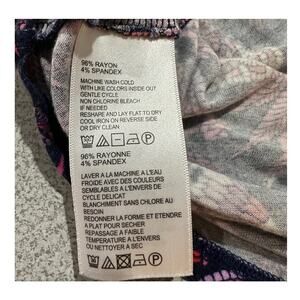 96% RAYON
4% SPANDEX
MACHINE WASH COLD
WITH LIKE COLORS INSIDE OUT
GENTLE CYCLE
NON CHLORINE BLEACH
IF NEEDED
RESHAPE AND LAY FLAT TO DRY
COOL IRON ON REVERSE SIDE
OR DRY CLEAN
96% RAYONNE
4% SPANDEX
LAVER A LA MACHINE A L'EAU
FROIDE AVEC DES COULEURS
SEMBLABLES A L'ENVERS DE
CYCLE DELICAT
BLANCHIMENT SANS CHLORE AU
BESOIN
REDONNER LA FORME ET ETENDRE
A PLAT POUR SECHER
REPASSAGE A FAIBLE
TEMPERATURE A L'ENVERS
OU NETTOYER A SEC